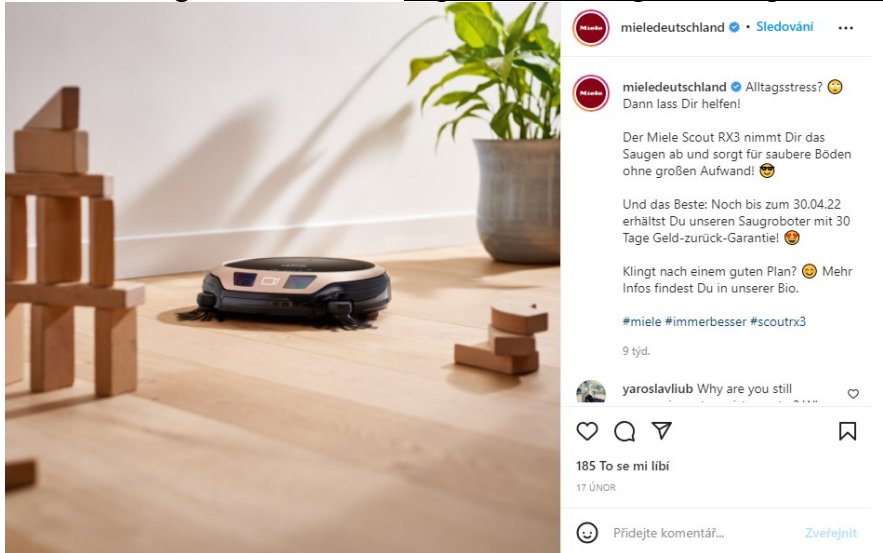 Miele
mieledeutschland • Sledování
Miele
mieledeutschland Alltagsstress? 🙄
Dann lass Dir helfen!
Der Miele Scout RX3 nimmt Dir das
Saugen ab und sorgt für saubere Böden
ohne großen Aufwand! 😎
Und das Beste: Noch bis zum 30.04.22
erhältst Du unseren Saugroboter mit 30
Tage Geld-zurück-Garantie! 🤩
Klingt nach einem guten Plan? 😊 Mehr
Infos findest Du in unserer Bio.
#miele #immerbesser #scoutrx3
9 týd.
yaroslavliub Why are you still
185 To se mi líbí
17 ÚNOR
Přidejte komentář... Zveřejnit